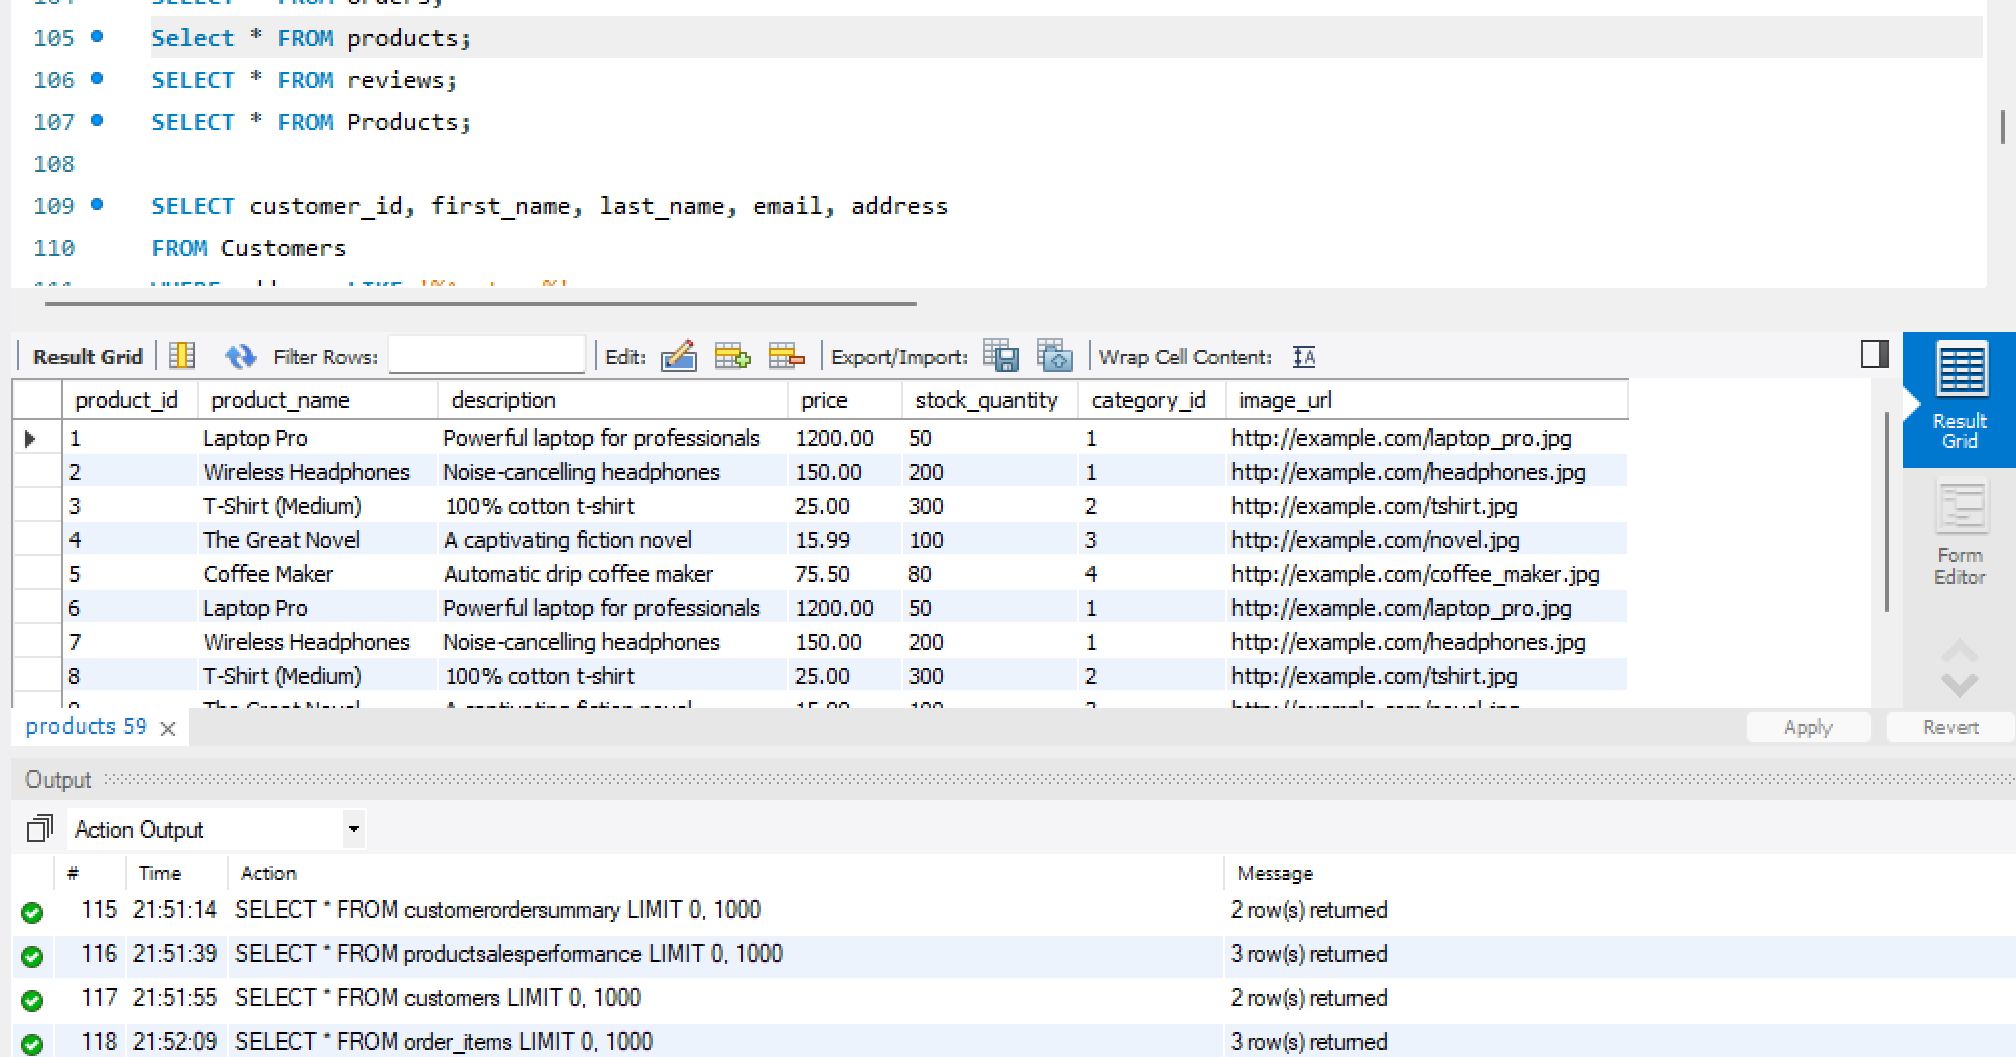 105 Select * FROM products;
106 SELECT * FROM reviews;
107 SELECT * FROM Products;
108
109 SELECT customer_id, first_name, last_name, email, address
110 FROM Customers
Result Grid Filter Rows: Edit: Export/Import: Wrap Cell Content:
product_id product_name description price stock_quantity category_id image_url
1 Laptop Pro Powerful laptop for professionals 1200.00 50 1 http://example.com/laptop_pro.jpg
2 Wireless Headphones Noise-cancelling headphones 150.00 200 1 http://example.com/headphones.jpg
3 T-Shirt (Medium) 100% cotton t-shirt 25.00 300 2 http://example.com/tshirt.jpg
4 The Great Novel A captivating fiction novel 15.99 100 3 http://example.com/novel.jpg
5 Coffee Maker Automatic drip coffee maker 75.50 80 4 http://example.com/coffee_maker.jpg
6 Laptop Pro Powerful laptop for professionals 1200.00 50 1 http://example.com/laptop_pro.jpg
7 Wireless Headphones Noise-cancelling headphones 150.00 200 1 http://example.com/headphones.jpg
8 T-Shirt (Medium) 100% cotton t-shirt 25.00 300 2 http://example.com/tshirt.jpg
Result
Grid
Form
Editor
products 59
Apply Revert
Output
Action Output
# Time Action Message
115 21:51:14 SELECT * FROM customerordersummary LIMIT 0, 1000 2 row(s) returned
116 21:51:39 SELECT * FROM productsalesperformance LIMIT 0, 1000 3 row(s) returned
117 21:51:55 SELECT * FROM customers LIMIT 0, 1000 2 row(s) returned
118 21:52:09 SELECT * FROM order_items LIMIT 0, 1000 3 row(s) returned